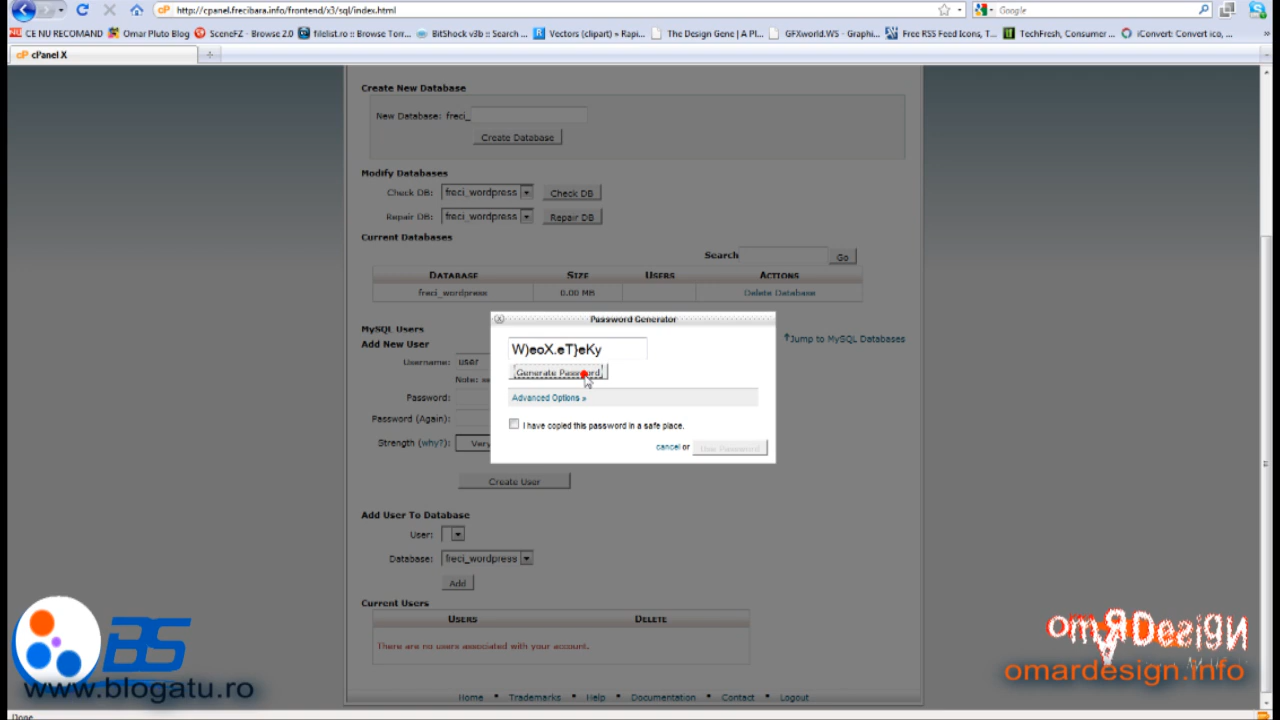 http://cpanel.frecibara.info/frontend/x3/sql/index.html
Google
CE NU RECOMAND
Omar Pluto Blog
SceneFZ - Browse 2.0
filelist.ro :: Browse Torr...
BitShock v3b :: Search ...
Vectors (clipart) » Rapi...
The Design Gene | A Pl...
GFXworld.WS - Graphi...
Free RSS Feed Icons, T...
TechFresh, Consumer ...
iConvert: Convert ico, ...
cP cPanel X
Create New Database
New Database: freci_
Create Database
Modify Databases
Check DB: freci_wordpress Check DB
Repair DB: freci_wordpress Repair DB
Current Databases
Search Go
DATABASE SIZE USERS ACTIONS
freci_wordpress 0.00 MB Delete Database
MySQL Users
Jump to MySQL Databases
Add New User
Username: user
Note:
Password:
Password (Again):
Strength (why?): Very
Create User
Password Generator
W)eoX.eT}eKy
Generate Password
Advanced Options »
I have copied this password in a safe place.
cancel or Use Password
Add User To Database
User:
Database: freci_wordpress
Add
Current Users
USERS DELETE
There are no users associated with your account.
Home • Trademarks • Help • Documentation • Contact • Logout
BS
www.blogatu.ro
omaRDesign
omardesign.info
Done